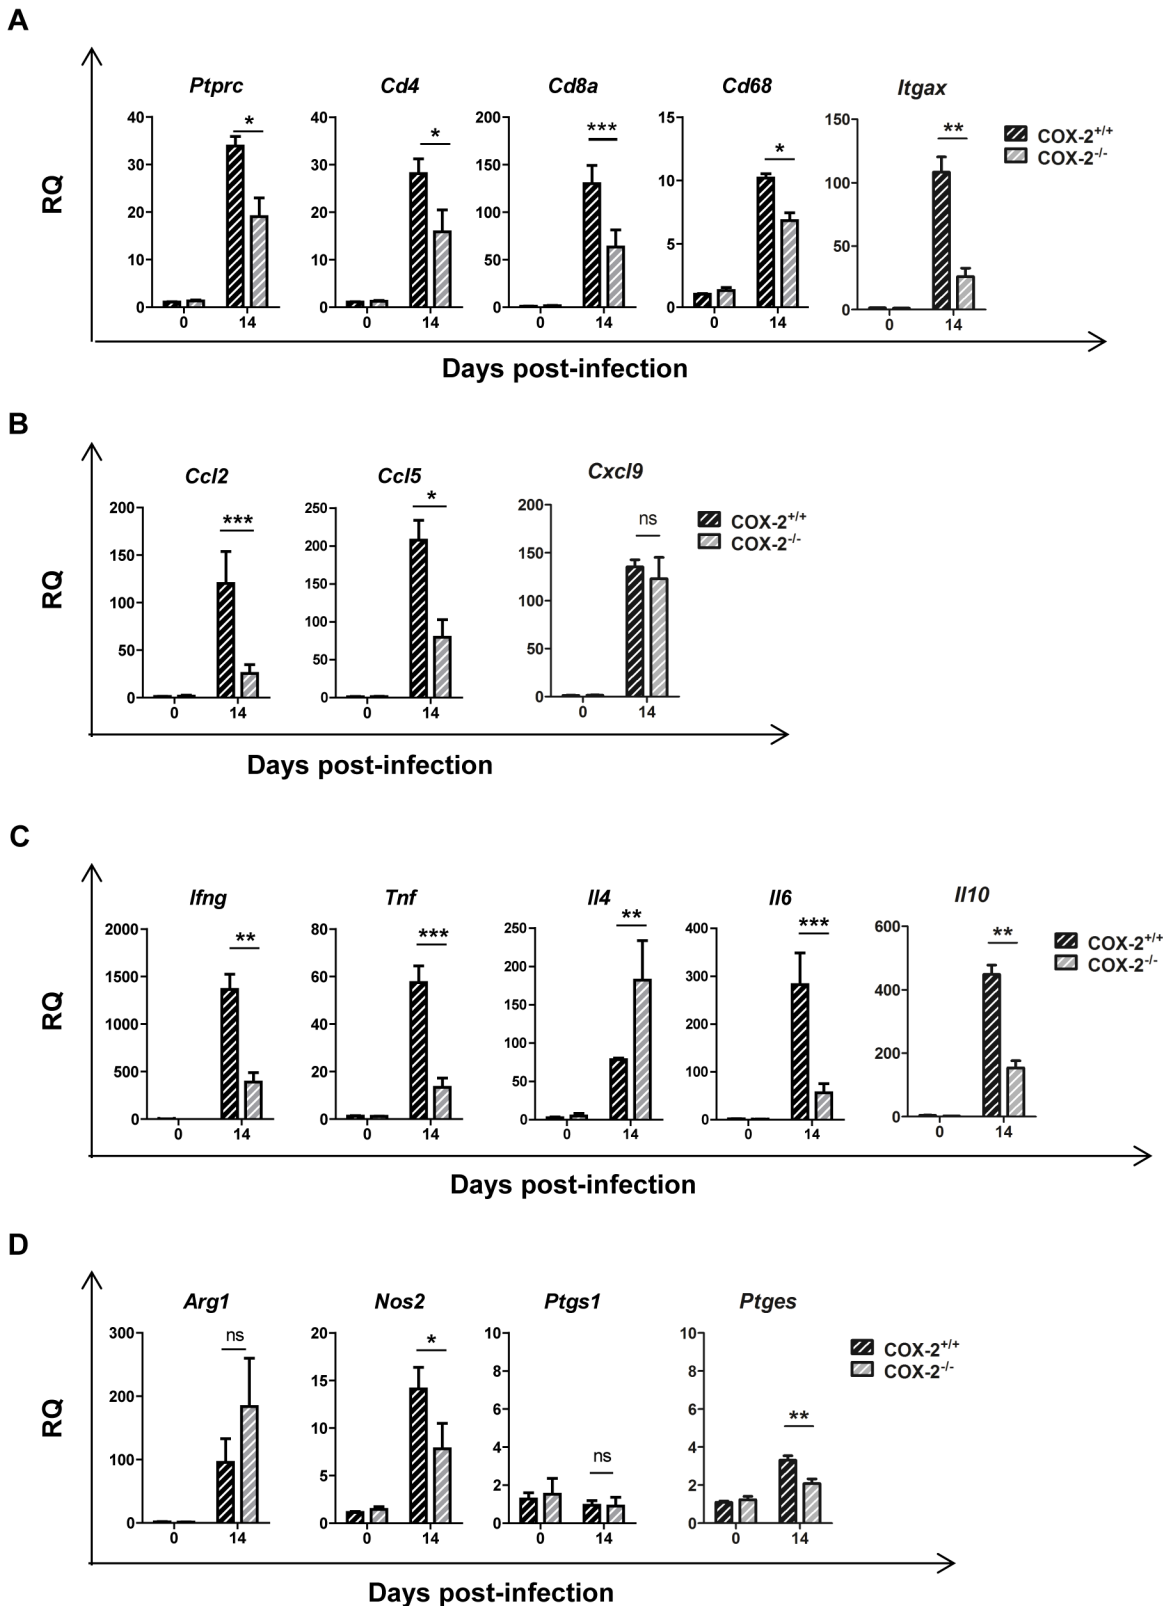 A
Ptprc Cd4 Cd8a Cd68 Itgax
* * *** * **
COX-2+/+
COX-2-/-
RQ
40 30 20 10 0
40 30 20 10 0
200 150 100 50 0
15 10 5 0
150 100 50 0
0 14 0 14 0 14 0 14 0 14
Days post-infection
B
Ccl2 Ccl5 Cxcl9
*** * ns
COX-2+/+
COX-2-/-
RQ
200 150 100 50 0
250 200 150 100 50 0
200 150 100 50 0
0 14 0 14 0 14
Days post-infection
C
Ifng Tnf Il4 Il6 Il10
** *** ** *** **
COX-2+/+
COX-2-/-
RQ
2000 1500 1000 500 0
80 60 40 20 0
250 200 150 100 50 0
400 300 200 100 0
600 400 200 0
0 14 0 14 0 14 0 14 0 14
Days post-infection
D
Arg1 Nos2 Ptgs1 Ptges
ns * ns **
COX-2+/+
COX-2-/-
RQ
300 200 100 0
20 15 10 5 0
10 8 6 4 2 0
10 8 6 4 2 0
0 14 0 14 0 14 0 14
Days post-infection